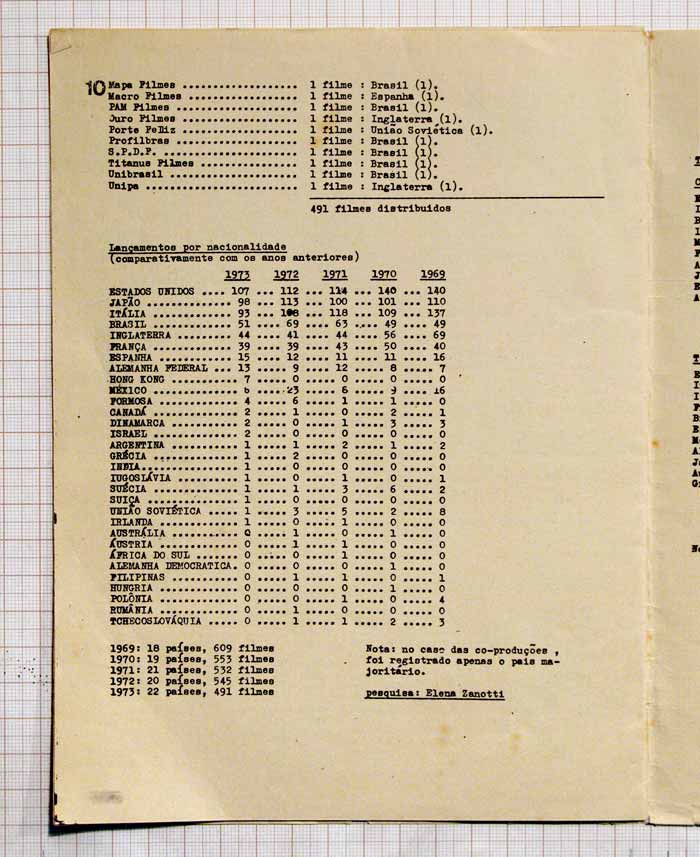 10 Mapa Filmes .................... 1 filme : Brasil (1).
Macro Filmes ................... 1 filme : Espanha (1).
PAM Filmes ..................... 1 filme : Brasil (1).
Ouro Filmes .................... 1 filme : Inglaterra (1).
Porte Feliz .................... 1 filme : União Soviética (1).
Profilbras ..................... 1 filme : Brasil (1).
S.P.D.P. ....................... 1 filme : Brasil (1).
Titanus Filmes ................. 1 filme : Brasil (1).
Unibrasil ...................... 1 filme : Brasil (1).
Unipa .......................... 1 filme : Inglaterra (1).
491 filmes distribuidos
Lançamentos por nacionalidade
(comparativamente com os anos anteriores)
1973 1972 1971 1970 1969
ESTADOS UNIDOS .... 107 ... 112 ... 114 ... 140 ... 140
JAPÃO ............. 98 ... 113 ... 100 ... 101 ... 110
ITÁLIA ............ 93 ... 108 ... 118 ... 109 ... 137
BRASIL ............ 51 .... 69 .... 63 .... 49 .... 49
INGLATERRA ........ 44 .... 41 .... 44 .... 56 .... 69
FRANÇA ............ 39 .... 39 .... 43 .... 50 .... 40
ESPANHA ........... 15 .... 12 .... 11 .... 11 .... 16
ALEMANHA FEDERAL ... 13 ..... 9 .... 12 ..... 8 ..... 7
HONG KONG .......... 7 ..... 0 ..... 0 ..... 0 ..... 0
MÉXICO ............. 6 .... 23 ..... 6 ..... 9 .... 16
FORMOSA ............ 4 ..... 6 ..... 1 ..... 1 ..... 0
CANADÁ ............. 2 ..... 1 ..... 0 ..... 2 ..... 1
DINAMARCA .......... 2 ..... 0 ..... 1 ..... 3 ..... 3
ISRAEL ............. 2 ..... 0 ..... 0 ..... 0 ..... 0
ARGENTINA .......... 1 ..... 1 ..... 2 ..... 1 ..... 2
GRÉCIA ............. 1 ..... 2 ..... 0 ..... 0 ..... 0
INDIA............... 1 ..... 0 ..... 0 ..... 0 ..... 0
IUGOSLÁVIA ......... 1 ..... 0 ..... 1 ..... 0 ..... 1
SUÉCIA ............. 1 ..... 1 ..... 3 ..... 6 ..... 2
SUIÇA .............. 1 ..... 0 ..... 0 ..... 0 ..... 0
UNIÃO SOVIÉTICA .... 1 ..... 3 ..... 5 ..... 2 ..... 8
IRLANDA ............ 1 ..... 0 ..... 1 ..... 0 ..... 0
AUSTRÁLIA .......... 0 ..... 1 ..... 0 ..... 1 ..... 0
ÁUSTRIA ............ 0 ..... 1 ..... 1 ..... 0 ..... 0
ÁFRICA DO SUL ...... 0 ..... 0 ..... 1 ..... 0 ..... 0
ALEMANHA DEMOCRATICA. 0 ..... 0 ..... 0 ..... 1 ..... 0
FILIPINAS .......... 0 ..... 1 ..... 1 ..... 0 ..... 1
HUNGRIA ............ 0 ..... 0 ..... 0 ..... 1 ..... 0
POLÔNIA ............ 0 ..... 0 ..... 1 ..... 0 ..... 4
RUMÂNIA ............ 0 ..... 1 ..... 0 ..... 0 ..... 0
TCHECOSLOVÁQUIA .... 0 ..... 1 ..... 1 ..... 2 ..... 3
1969: 18 países, 609 filmes
1970: 19 países, 553 filmes
1971: 21 países, 532 filmes
1972: 20 países, 545 filmes
1973: 22 países, 491 filmes
Nota: no caso das co-produções ,
foi registrado apenas o pais ma-
joritário.
pesquisa: Elena Zanotti